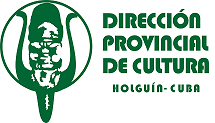 DIRECCIÓN
PROVINCIAL
DE CULTURA
HOLGUÍN-CUBA